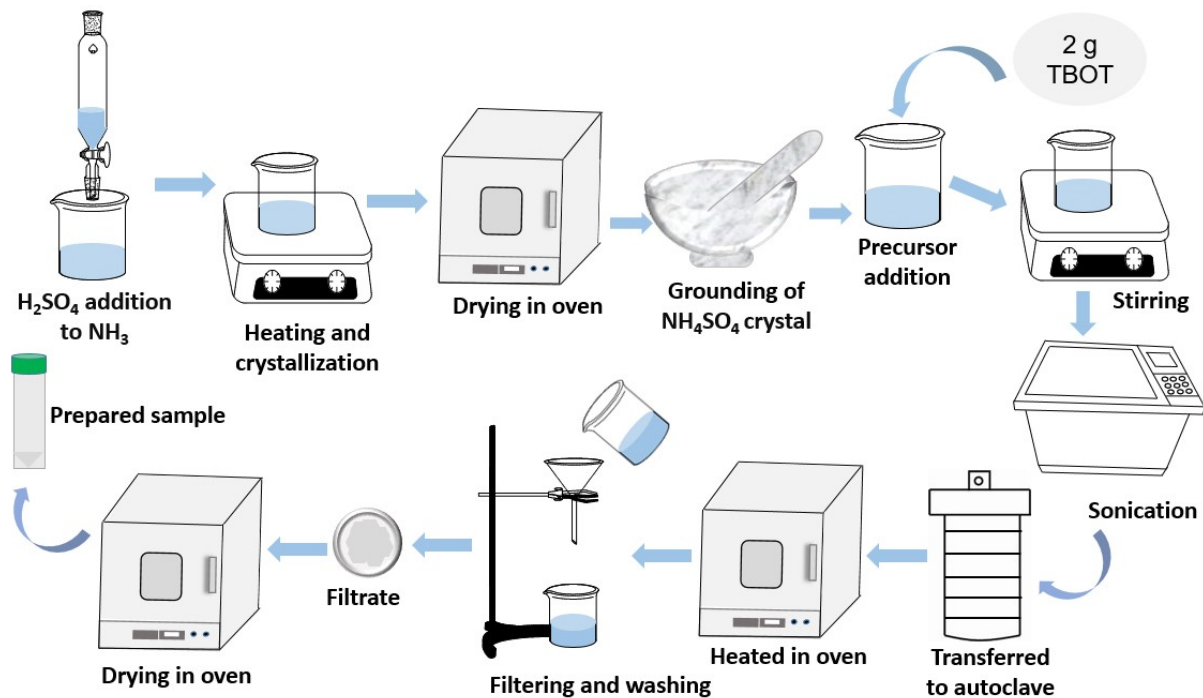 2 g
TBOT
H₂SO₄ addition
to NH₃
Heating and
crystallization
Drying in oven
Grounding of
NH₄SO₄ crystal
Precursor
addition
Stirring
Sonication
Transferred
to autoclave
Heated in oven
Filtering and washing
Filtrate
Drying in oven
Prepared sample